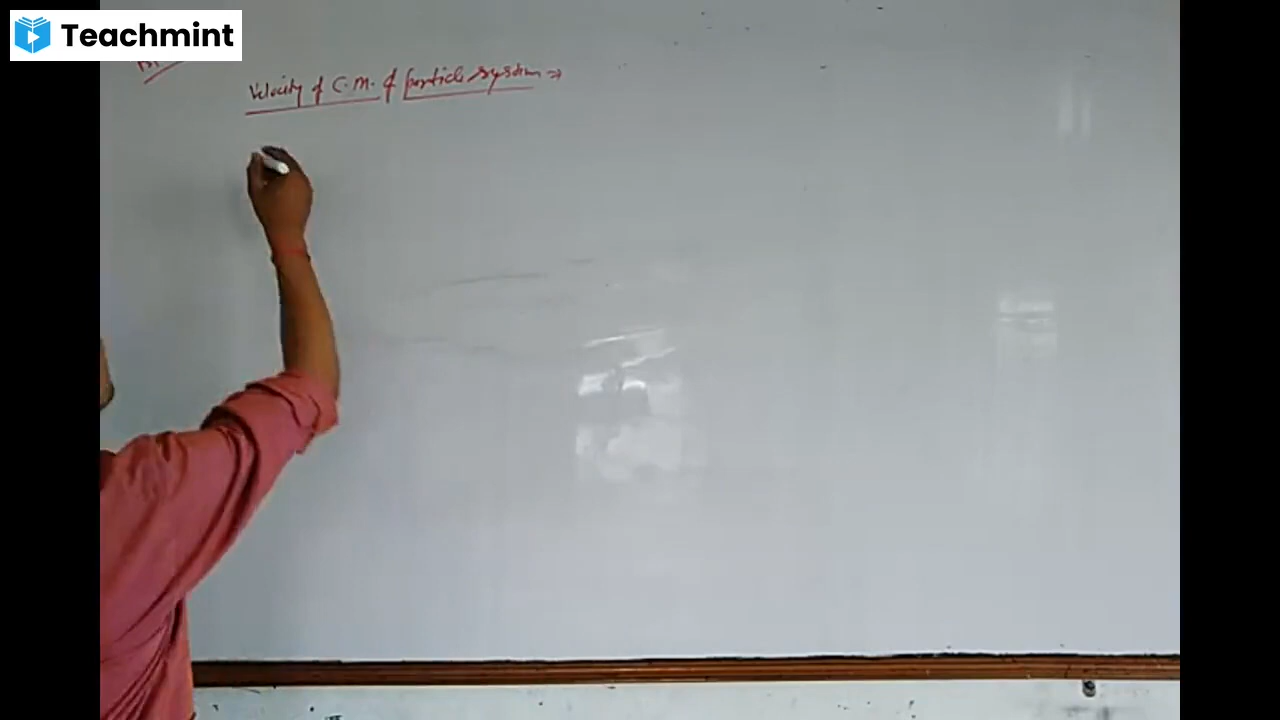 Teachmint
Velocity of C.M. of particle system ⇒